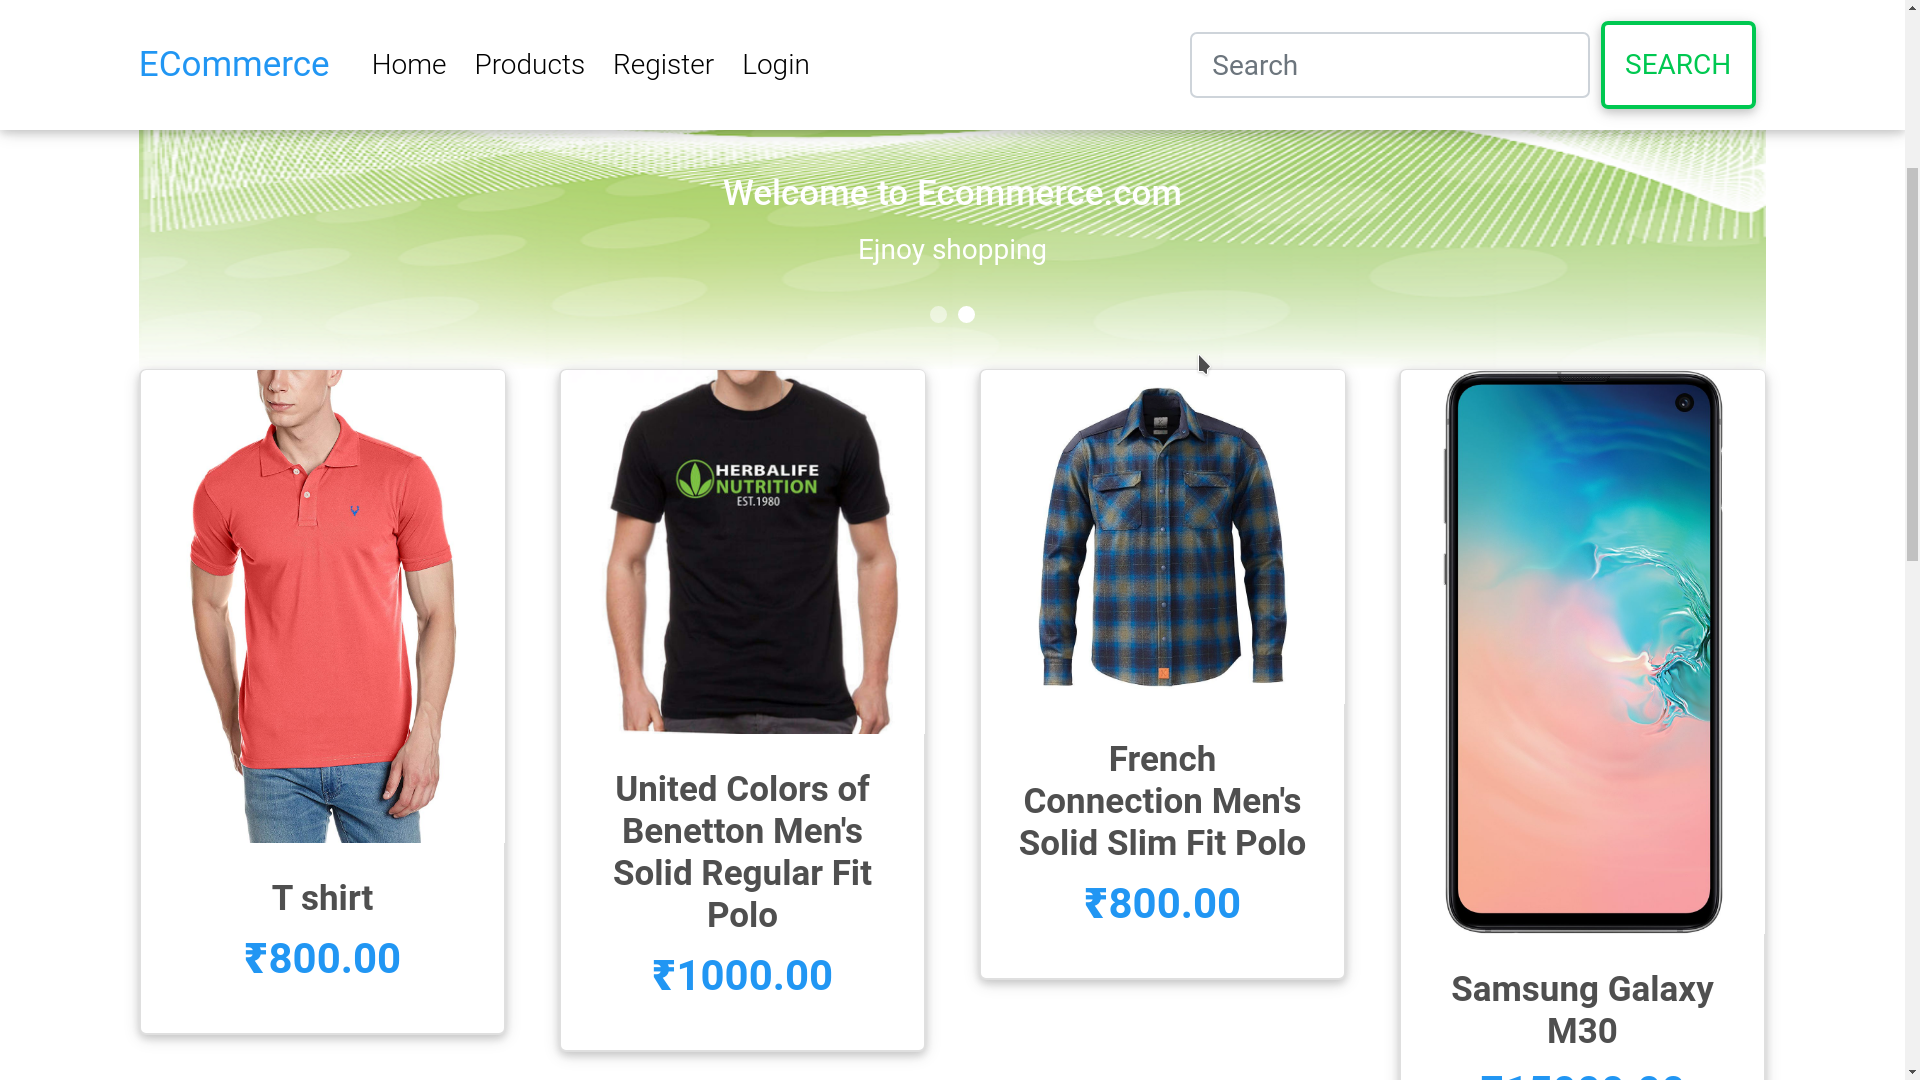 ECommerce Home Products Register Login Search SEARCH
Welcome to Ecommerce.com
Ejnoy shopping
HERBALIFE
NUTRITION
EST.1980
T shirt
₹800.00
United Colors of
Benetton Men's
Solid Regular Fit
Polo
₹1000.00
French
Connection Men's
Solid Slim Fit Polo
₹800.00
Samsung Galaxy
M30